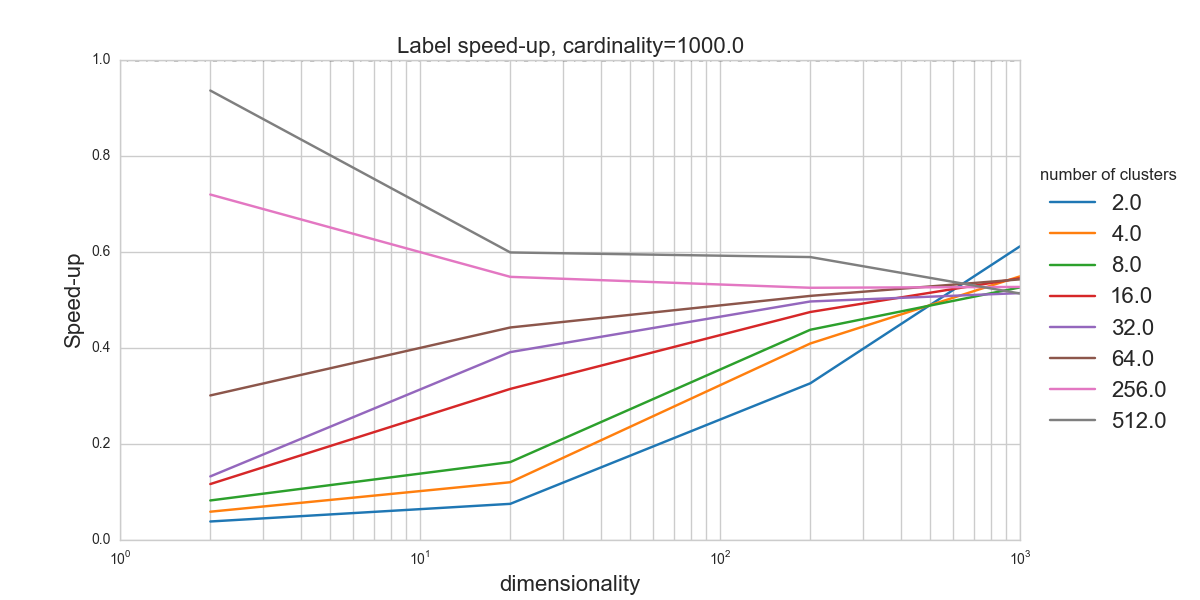 Label speed-up, cardinality=1000.0
Speed-up
1.0
0.8
0.6
0.4
0.2
0.0
10⁰ 10¹ 10² 10³
dimensionality
number of clusters
2.0
4.0
8.0
16.0
32.0
64.0
256.0
512.0